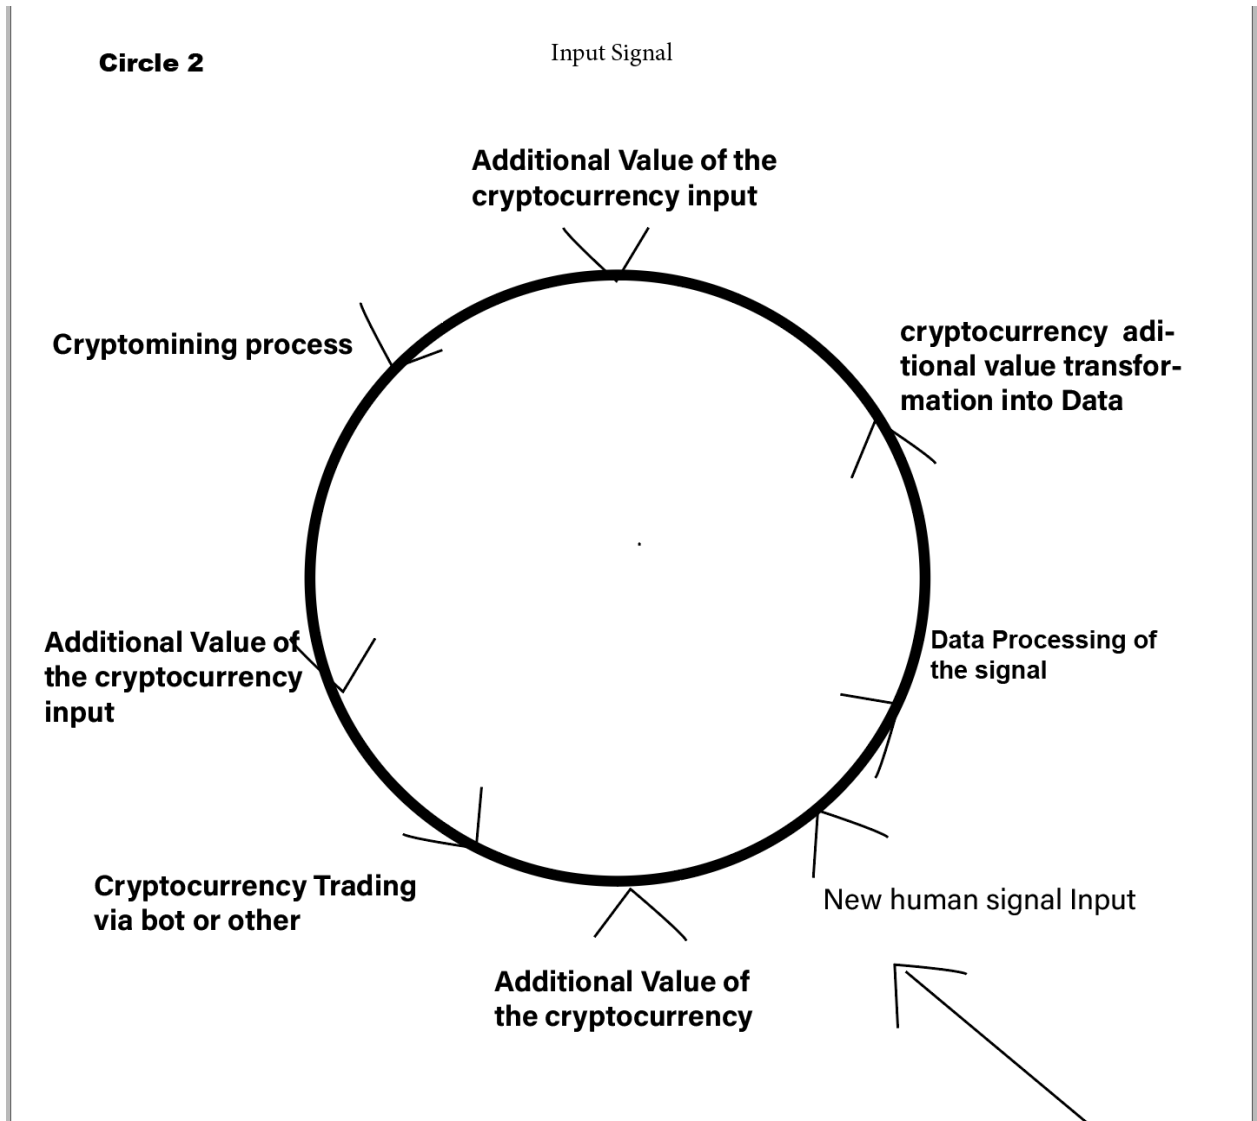 Circle 2
Input Signal
Additional Value of the
cryptocurrency input
cryptocurrency  adi-
tional value transfor-
mation into Data
Cryptomining process
Data Processing of
the signal
Additional Value of
the cryptocurrency
input
Cryptocurrency Trading
via bot or other
New human signal Input
Additional Value of
the cryptocurrency